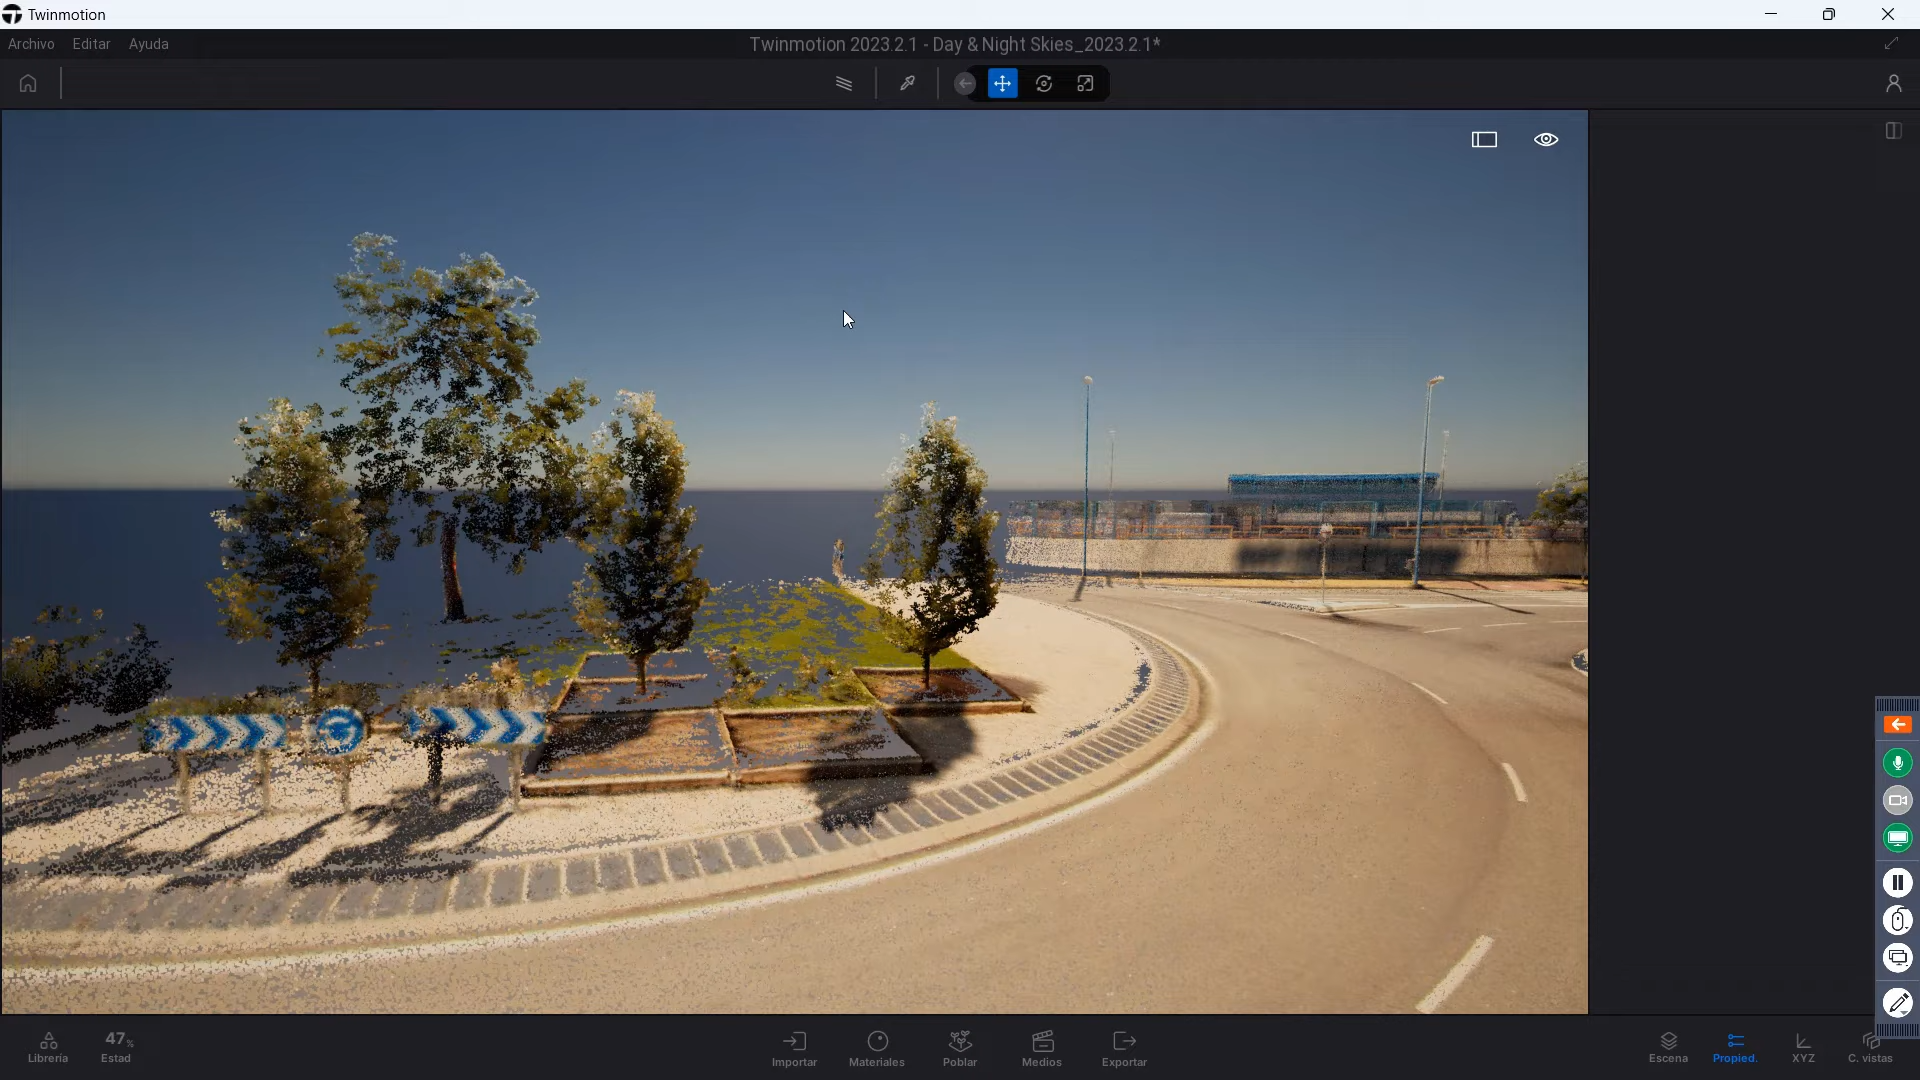 Twinmotion
Archivo Editar Ayuda
Twinmotion 2023.2.1 - Day & Night Skies_2023.2.1*
47%
Librería
Estad
Importar
Materiales
Poblar
Medios
Exportar
Escena
Propied.
XYZ
C. vistas